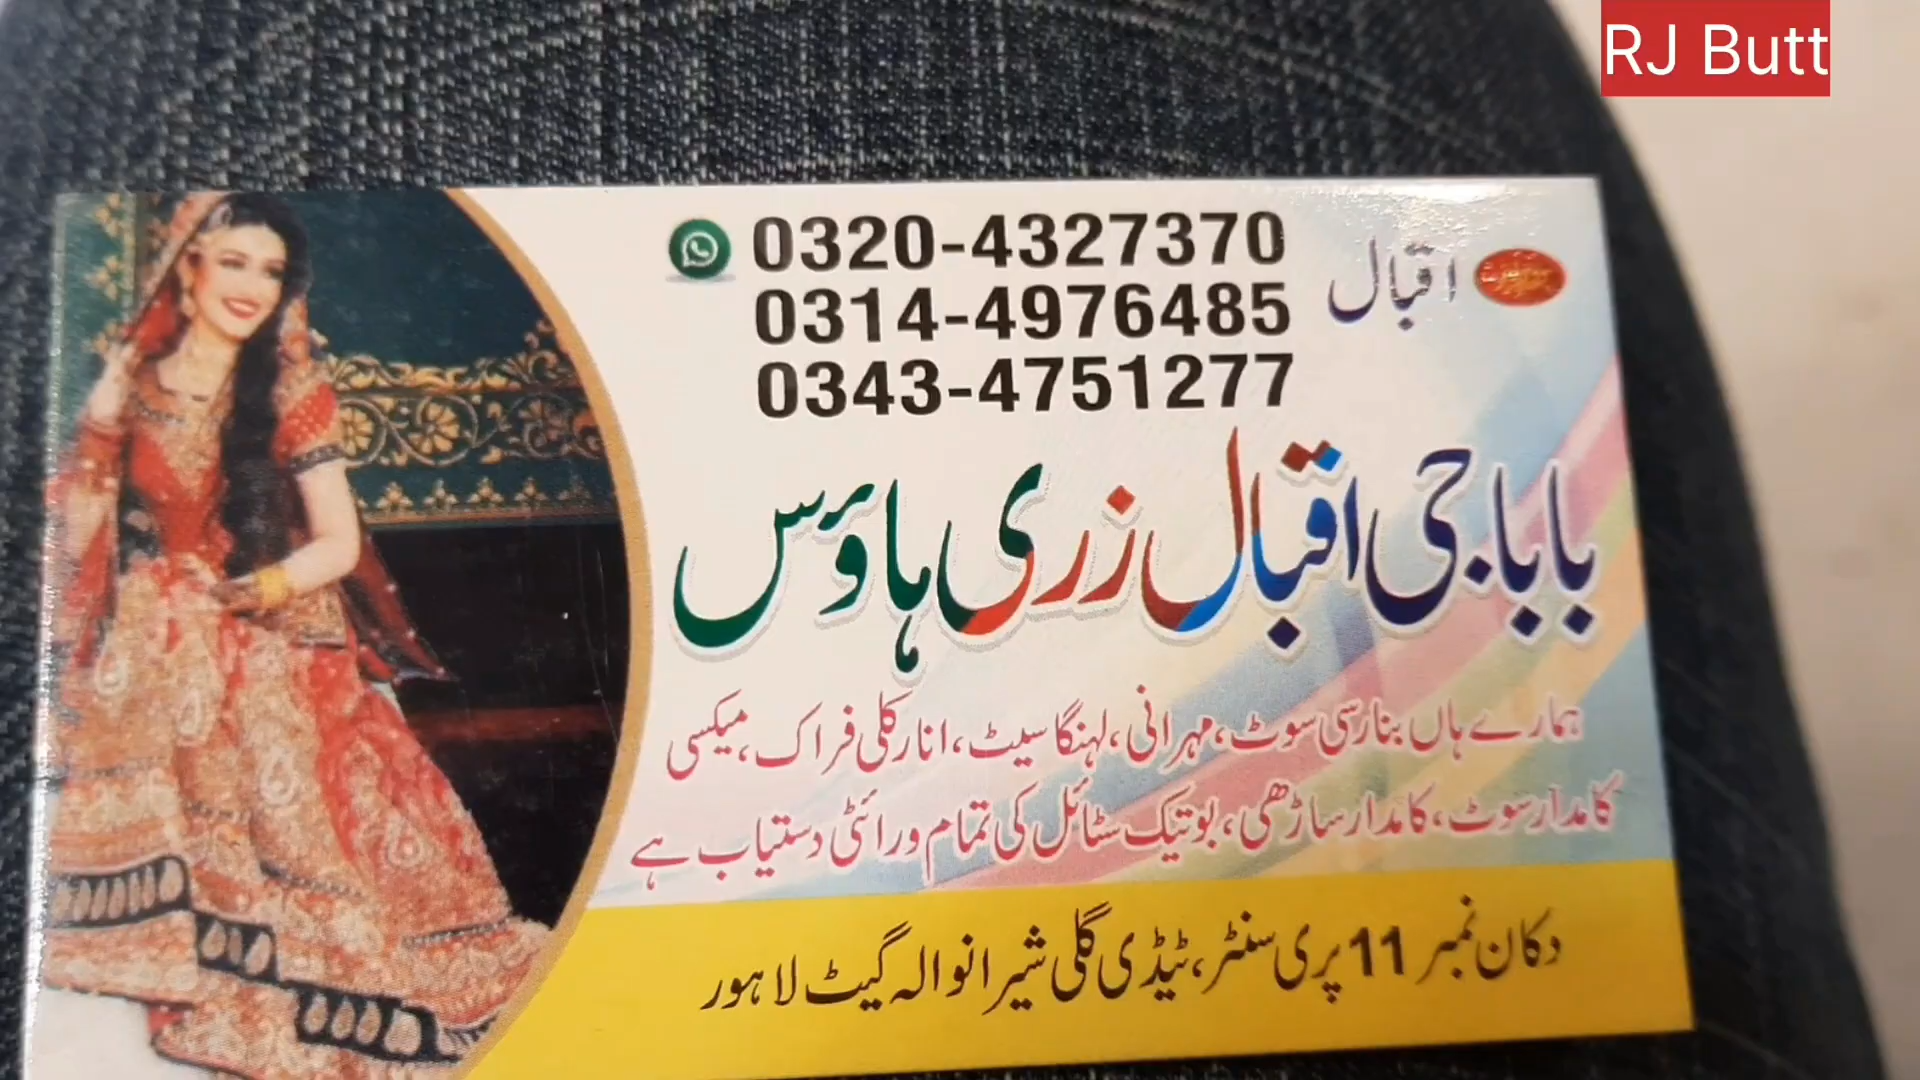 RJ Butt
0320-4327370
0314-4976485
0343-4751277
اقبال
باباجی اقبال زری ہاؤس
ہمارے ہاں بنارسی سوٹ، مہرانی، لہنگا سیٹ، انارکلی فراک، میکسی
کامدار سوٹ، کامدار ساڑھی، بوتیک سٹائل کی تمام ورائٹی دستیاب ہے
دکان نمبر 11 پری سنٹر، ٹیڈی گلی شیرانوالہ گیٹ لاہور